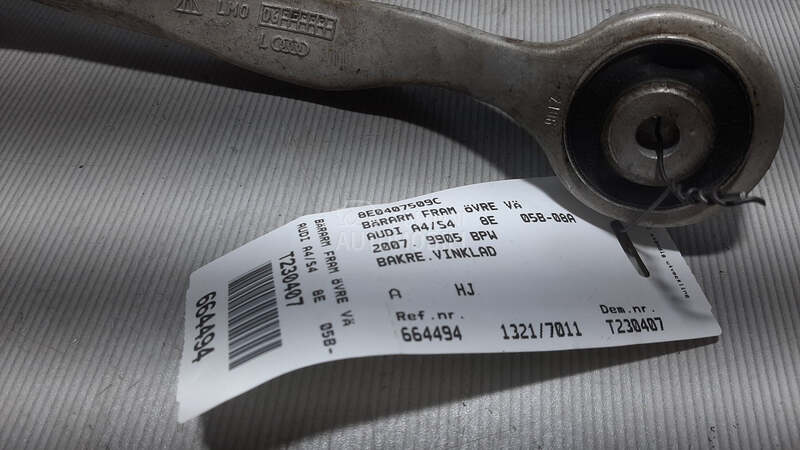 LMO
8E0407509C
BÄRARM FRAM ÖVRE VÄ
AUDI A4/S4 8E 05B-08A
2007 9905 BPW
BAKRE.VINKLAD
A HJ
Ref.nr. Dem.nr.
664494 1321/7011 T230407
BÄRARM FRAM ÖVRE VÄ
AUDI A4/S4 8E 05B-
T230407
664494